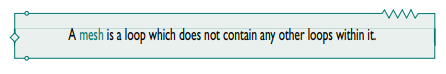 A mesh is a loop which does not contain any other loops within it.